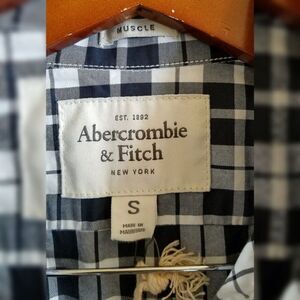 MUSCLE
EST. 1892
Abercrombie
& Fitch
NEW YORK
S
MADE IN